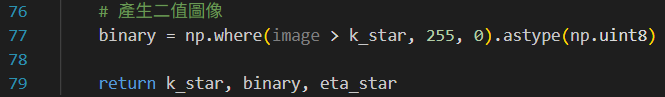 76 # 產生二值圖像
77 binary = np.where(image > k_star, 255, 0).astype(np.uint8)
78
79 return k_star, binary, eta_star